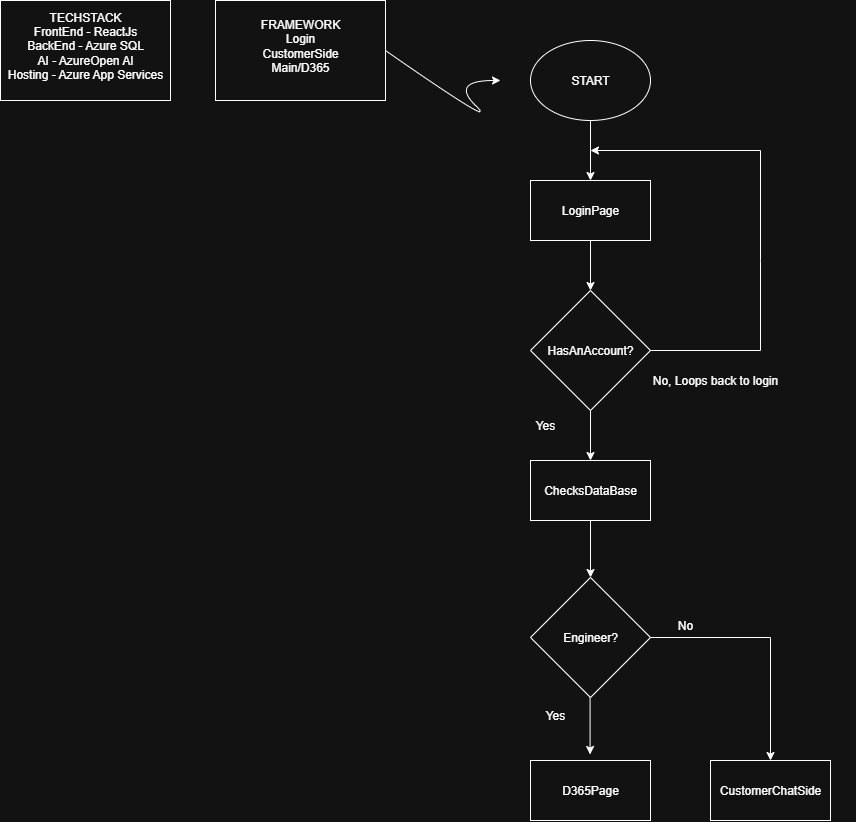 TECHSTACK
FrontEnd - ReactJs
BackEnd - Azure SQL
AI - AzureOpen AI
Hosting - Azure App Services
FRAMEWORK
Login
CustomerSide
Main/D365
START
LoginPage
HasAnAccount?
No, Loops back to login
Yes
ChecksDataBase
Engineer?
No
Yes
D365Page
CustomerChatSide